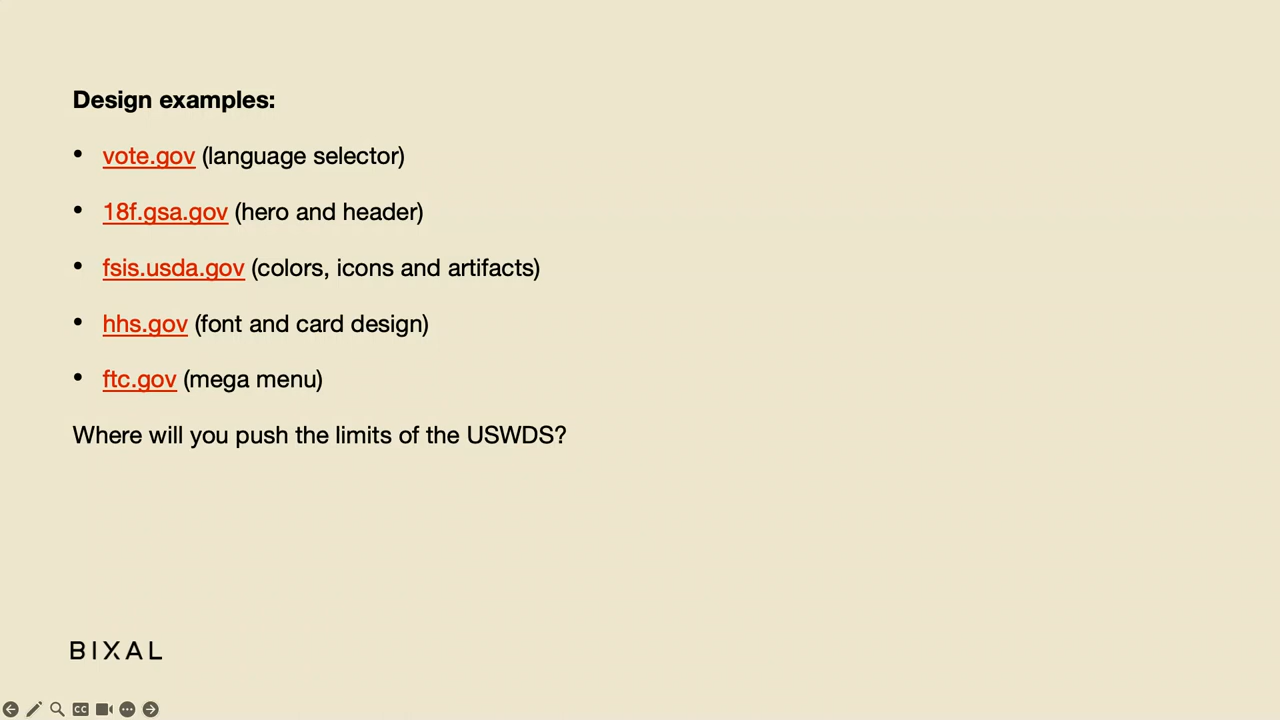 Design examples:
• vote.gov (language selector)
• 18f.gsa.gov (hero and header)
• fsis.usda.gov (colors, icons and artifacts)
• hhs.gov (font and card design)
• ftc.gov (mega menu)
Where will you push the limits of the USWDS?
BIXAL
CC